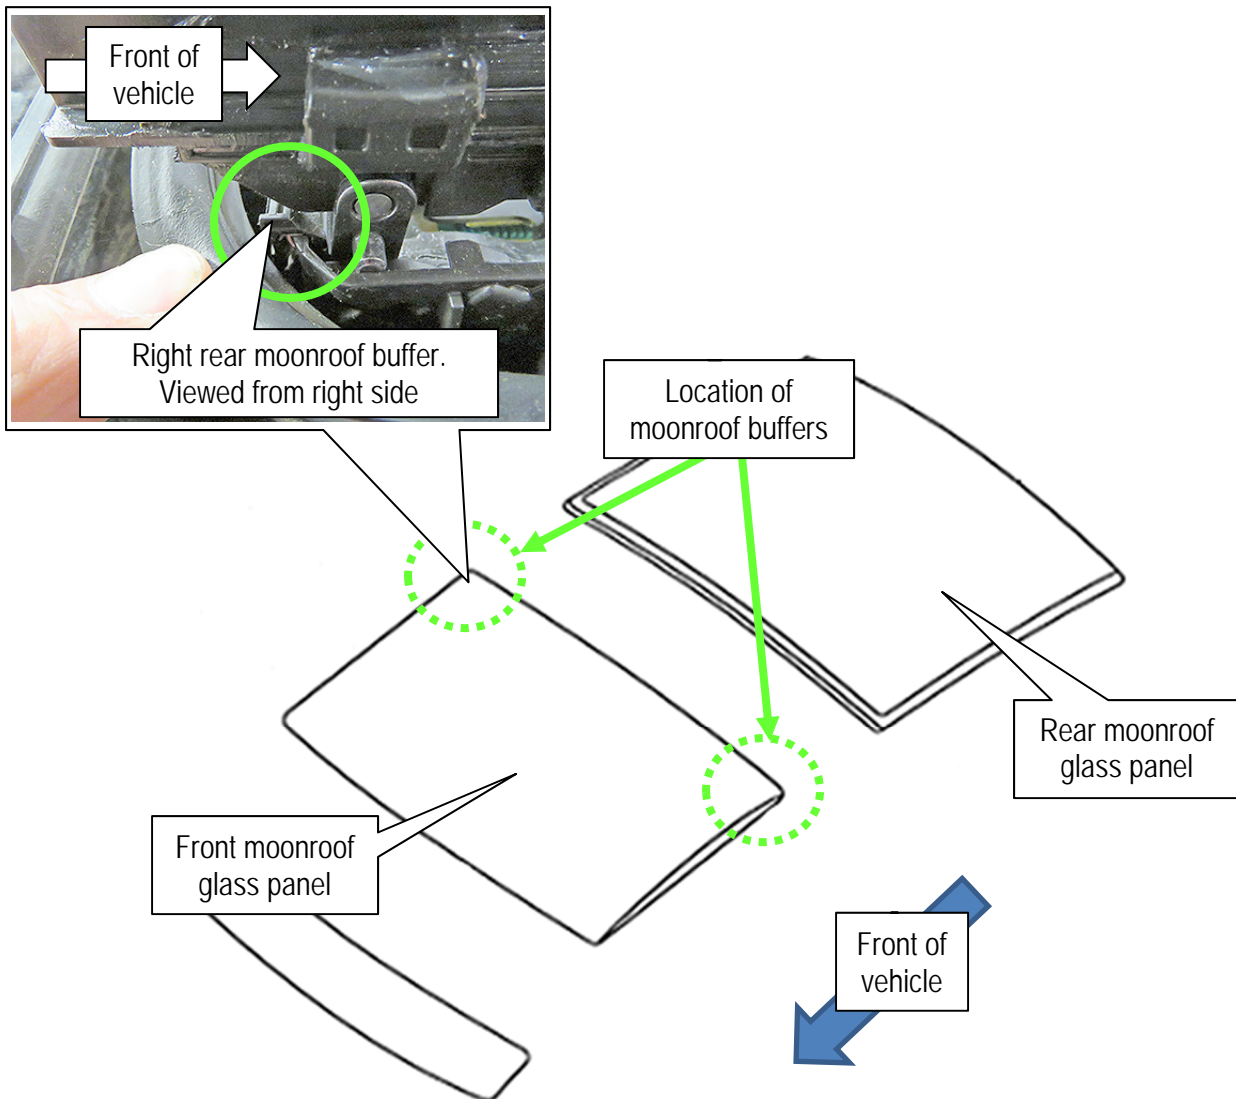 Front of
vehicle
Right rear moonroof buffer.
Viewed from right side
Location of
moonroof buffers
Rear moonroof
glass panel
Front moonroof
glass panel
Front of
vehicle